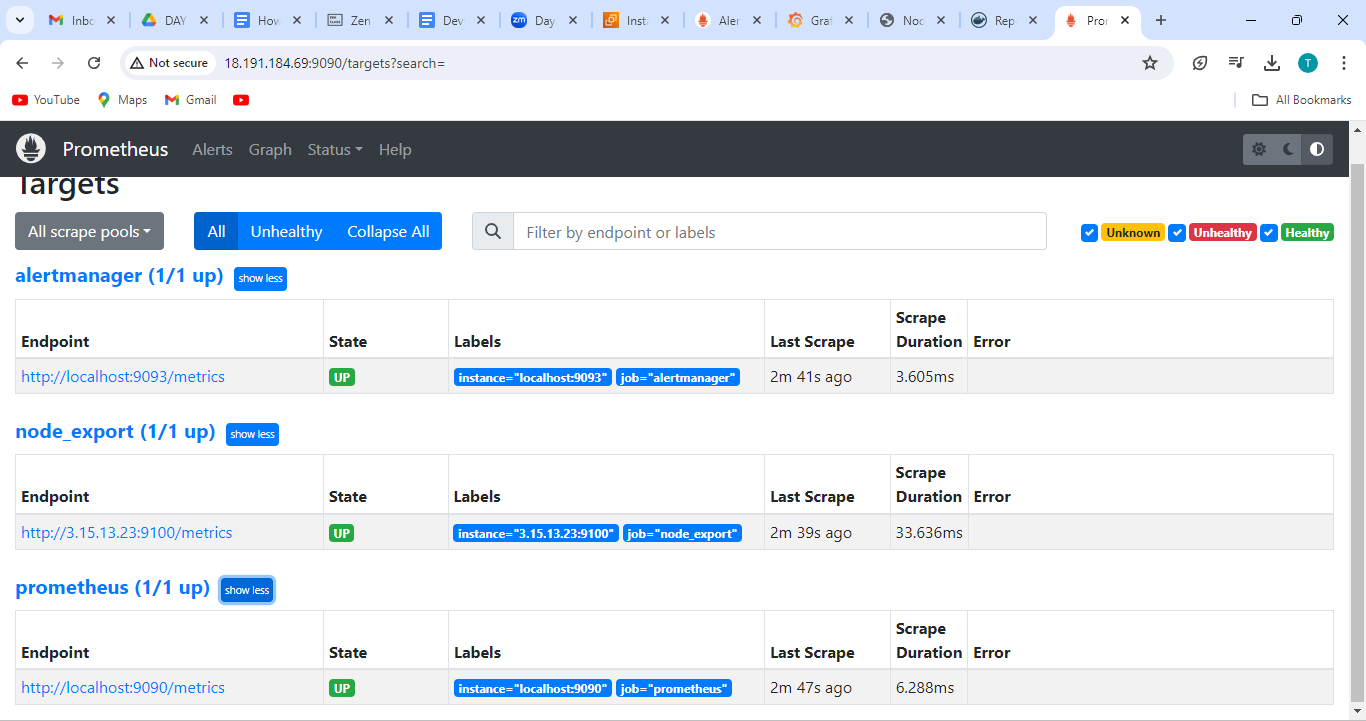 Inbc DAY How Zen Dev Day Inst Aler Graf Noc Rep Pror
Not secure 18.191.184.69:9090/targets?search= T
YouTube Maps Gmail All Bookmarks
Prometheus Alerts Graph Status Help
Targets
All scrape pools All Unhealthy Collapse All Filter by endpoint or labels Unknown Unhealthy Healthy
alertmanager (1/1 up) show less
Endpoint State Labels Last Scrape Scrape Duration Error
http://localhost:9093/metrics UP instance="localhost:9093" job="alertmanager" 2m 41s ago 3.605ms
node_export (1/1 up) show less
Endpoint State Labels Last Scrape Scrape Duration Error
http://3.15.13.23:9100/metrics UP instance="3.15.13.23:9100" job="node_export" 2m 39s ago 33.636ms
prometheus (1/1 up) show less
Endpoint State Labels Last Scrape Scrape Duration Error
http://localhost:9090/metrics UP instance="localhost:9090" job="prometheus" 2m 47s ago 6.288ms